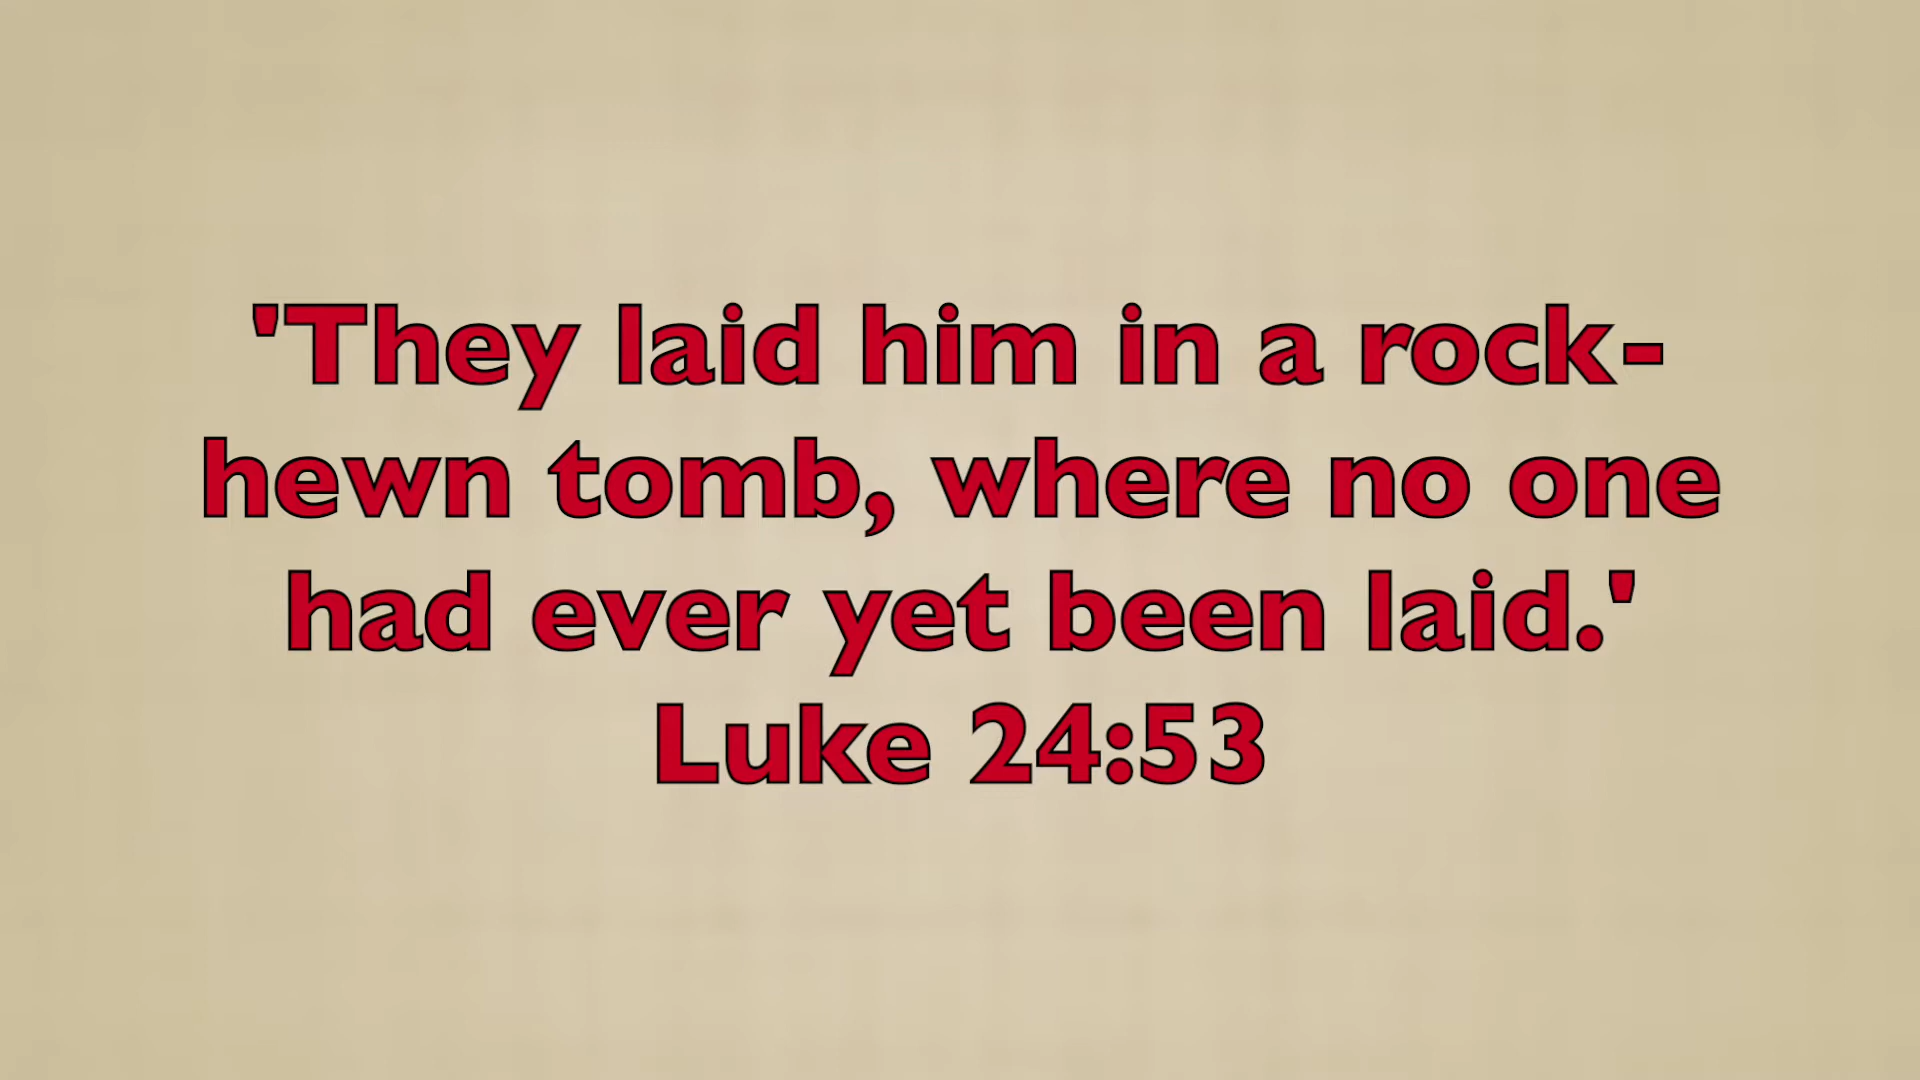 'They laid him in a rock-
hewn tomb, where no one
had ever yet been laid.'
Luke 24:53